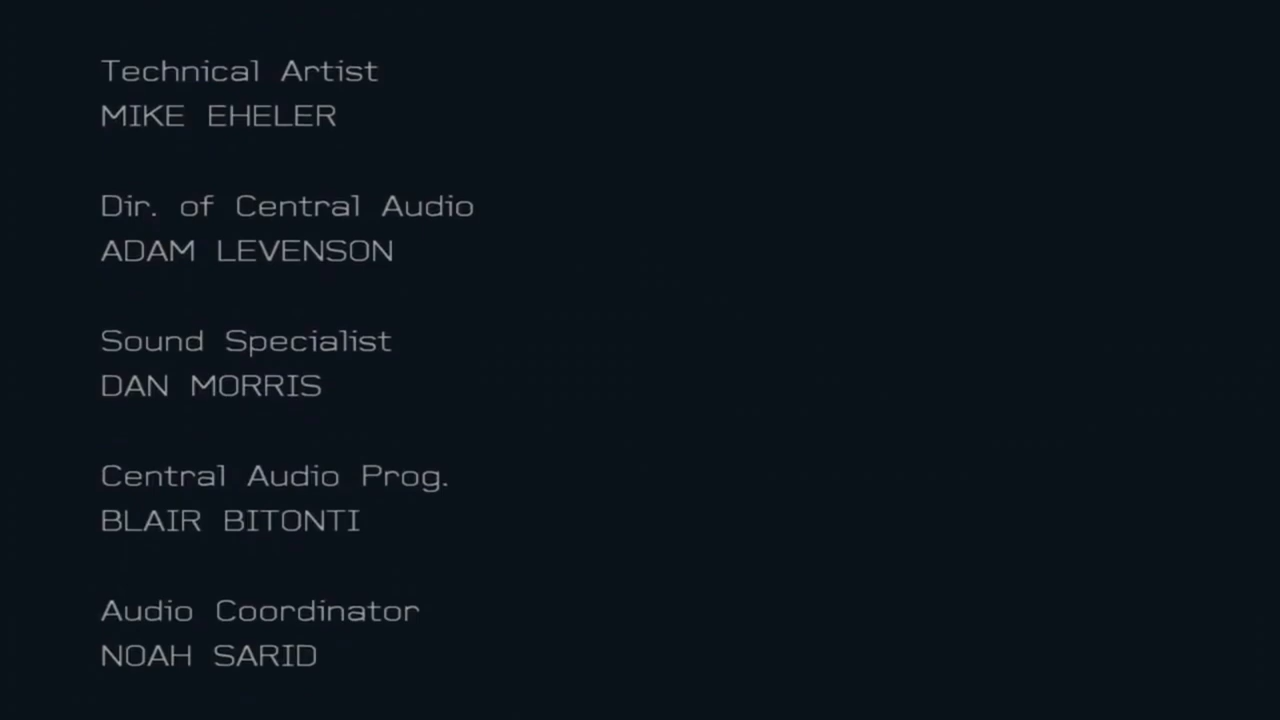 Technical Artist
MIKE EHELER
Dir. of Central Audio
ADAM LEVENSON
Sound Specialist
DAN MORRIS
Central Audio Prog.
BLAIR BITONTI
Audio Coordinator
NOAH SARID